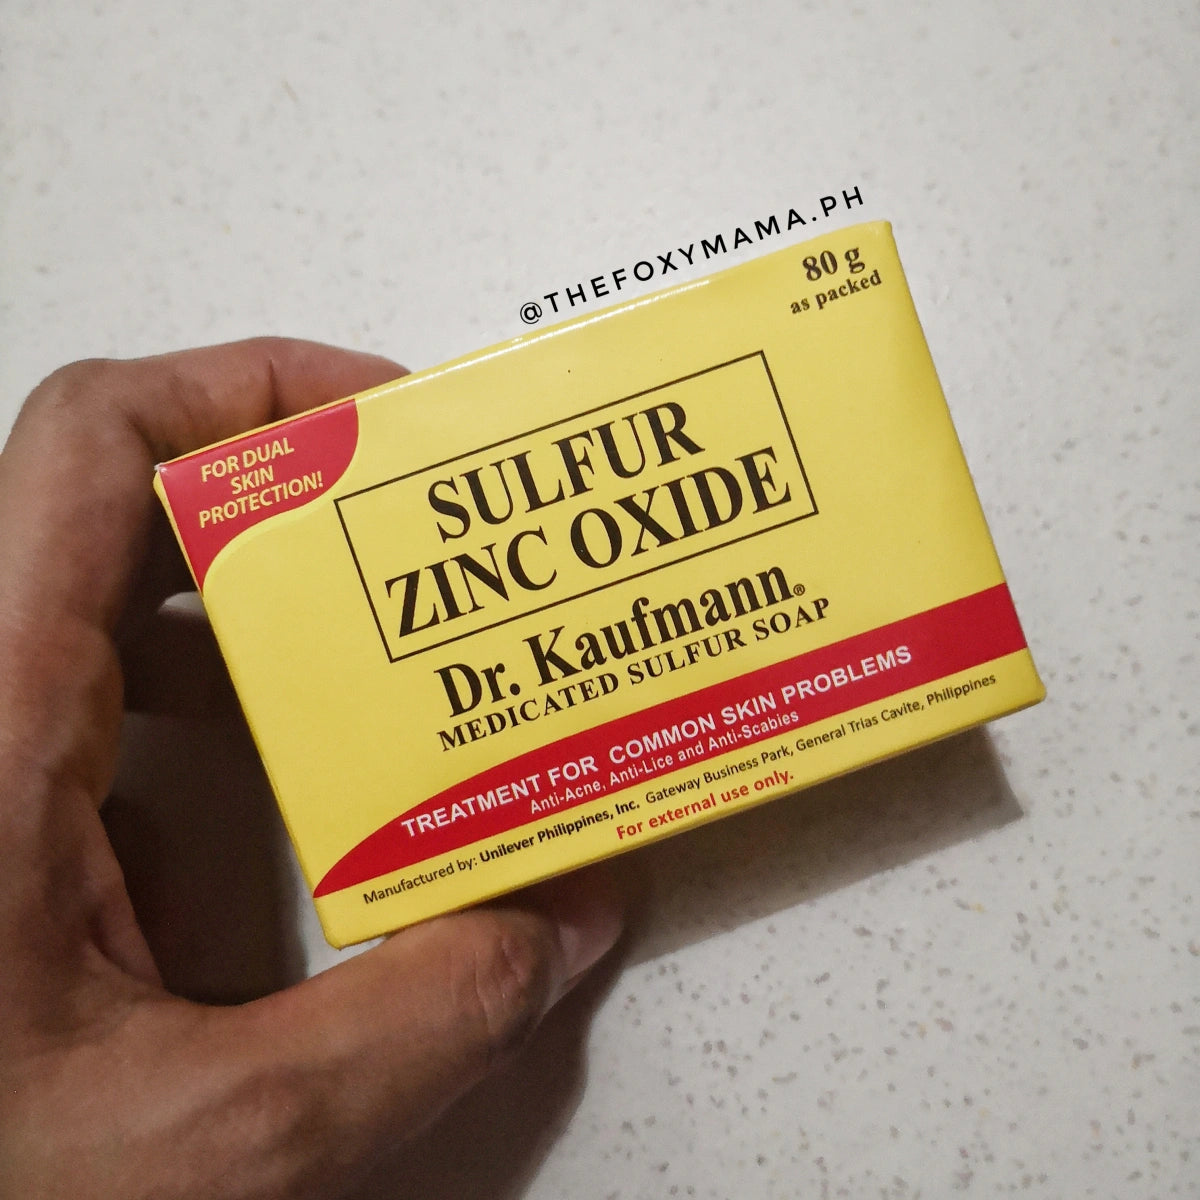 @THEFOXYMAMA.PH
80 g
as packed
FOR DUAL
SKIN
PROTECTION!
SULFUR
ZINC OXIDE
Dr. Kaufmann®
MEDICATED SULFUR SOAP
TREATMENT FOR COMMON SKIN PROBLEMS
Anti-Acne, Anti-Lice and Anti-Scabies
Manufactured by: Unilever Philippines, Inc. Gateway Business Park, General Trias Cavite, Philippines
For external use only.